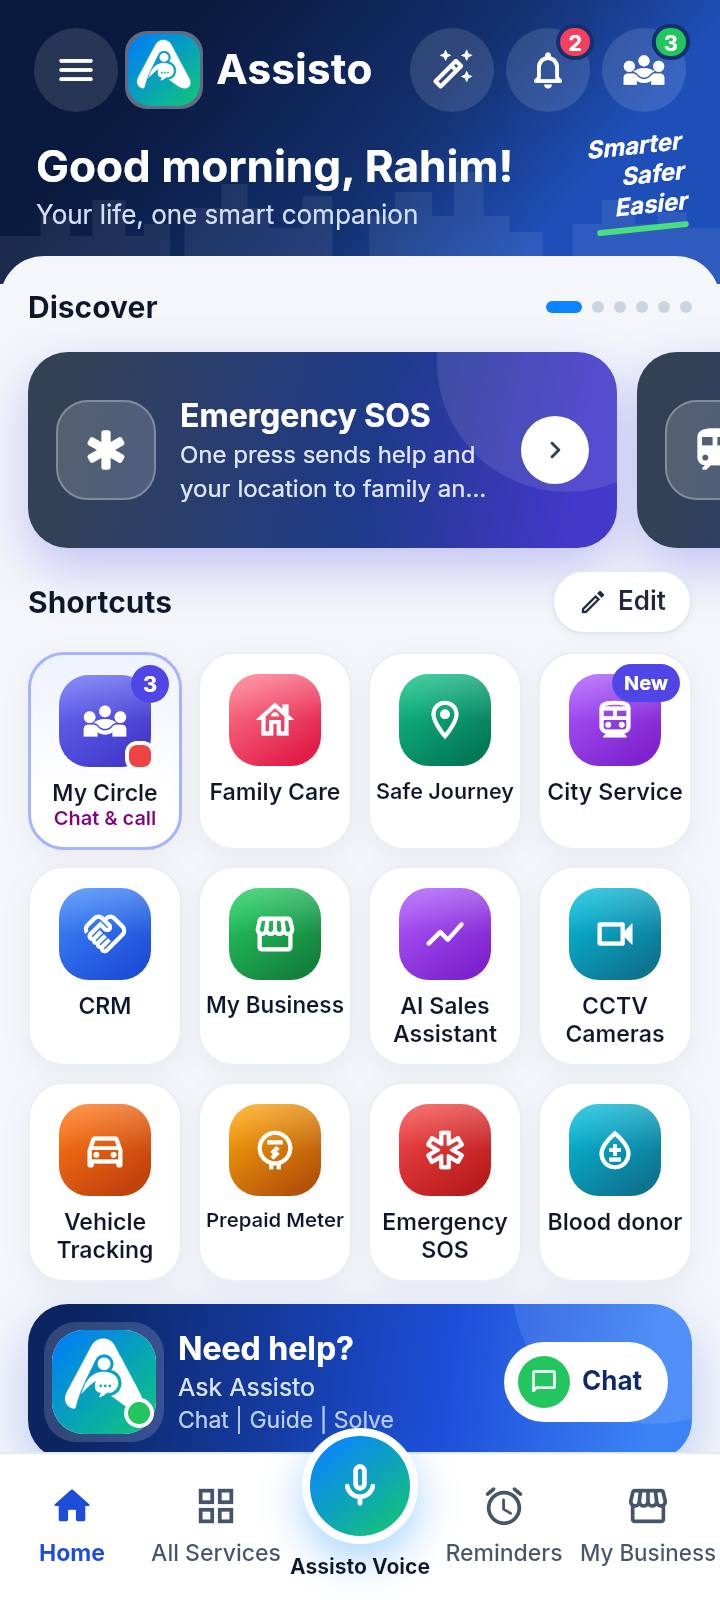 Assisto
2
3
Good morning, Rahim!
Your life, one smart companion
Smarter
Safer
Easier
Discover
Emergency SOS
One press sends help and
your location to family an...
Shortcuts
Edit
3
My Circle
Chat & call
Family Care
Safe Journey
New
City Service
CRM
My Business
AI Sales
Assistant
CCTV
Cameras
Vehicle
Tracking
Prepaid Meter
Emergency
SOS
Blood donor
Need help?
Ask Assisto
Chat | Guide | Solve
Chat
Home
All Services
Assisto Voice
Reminders
My Business